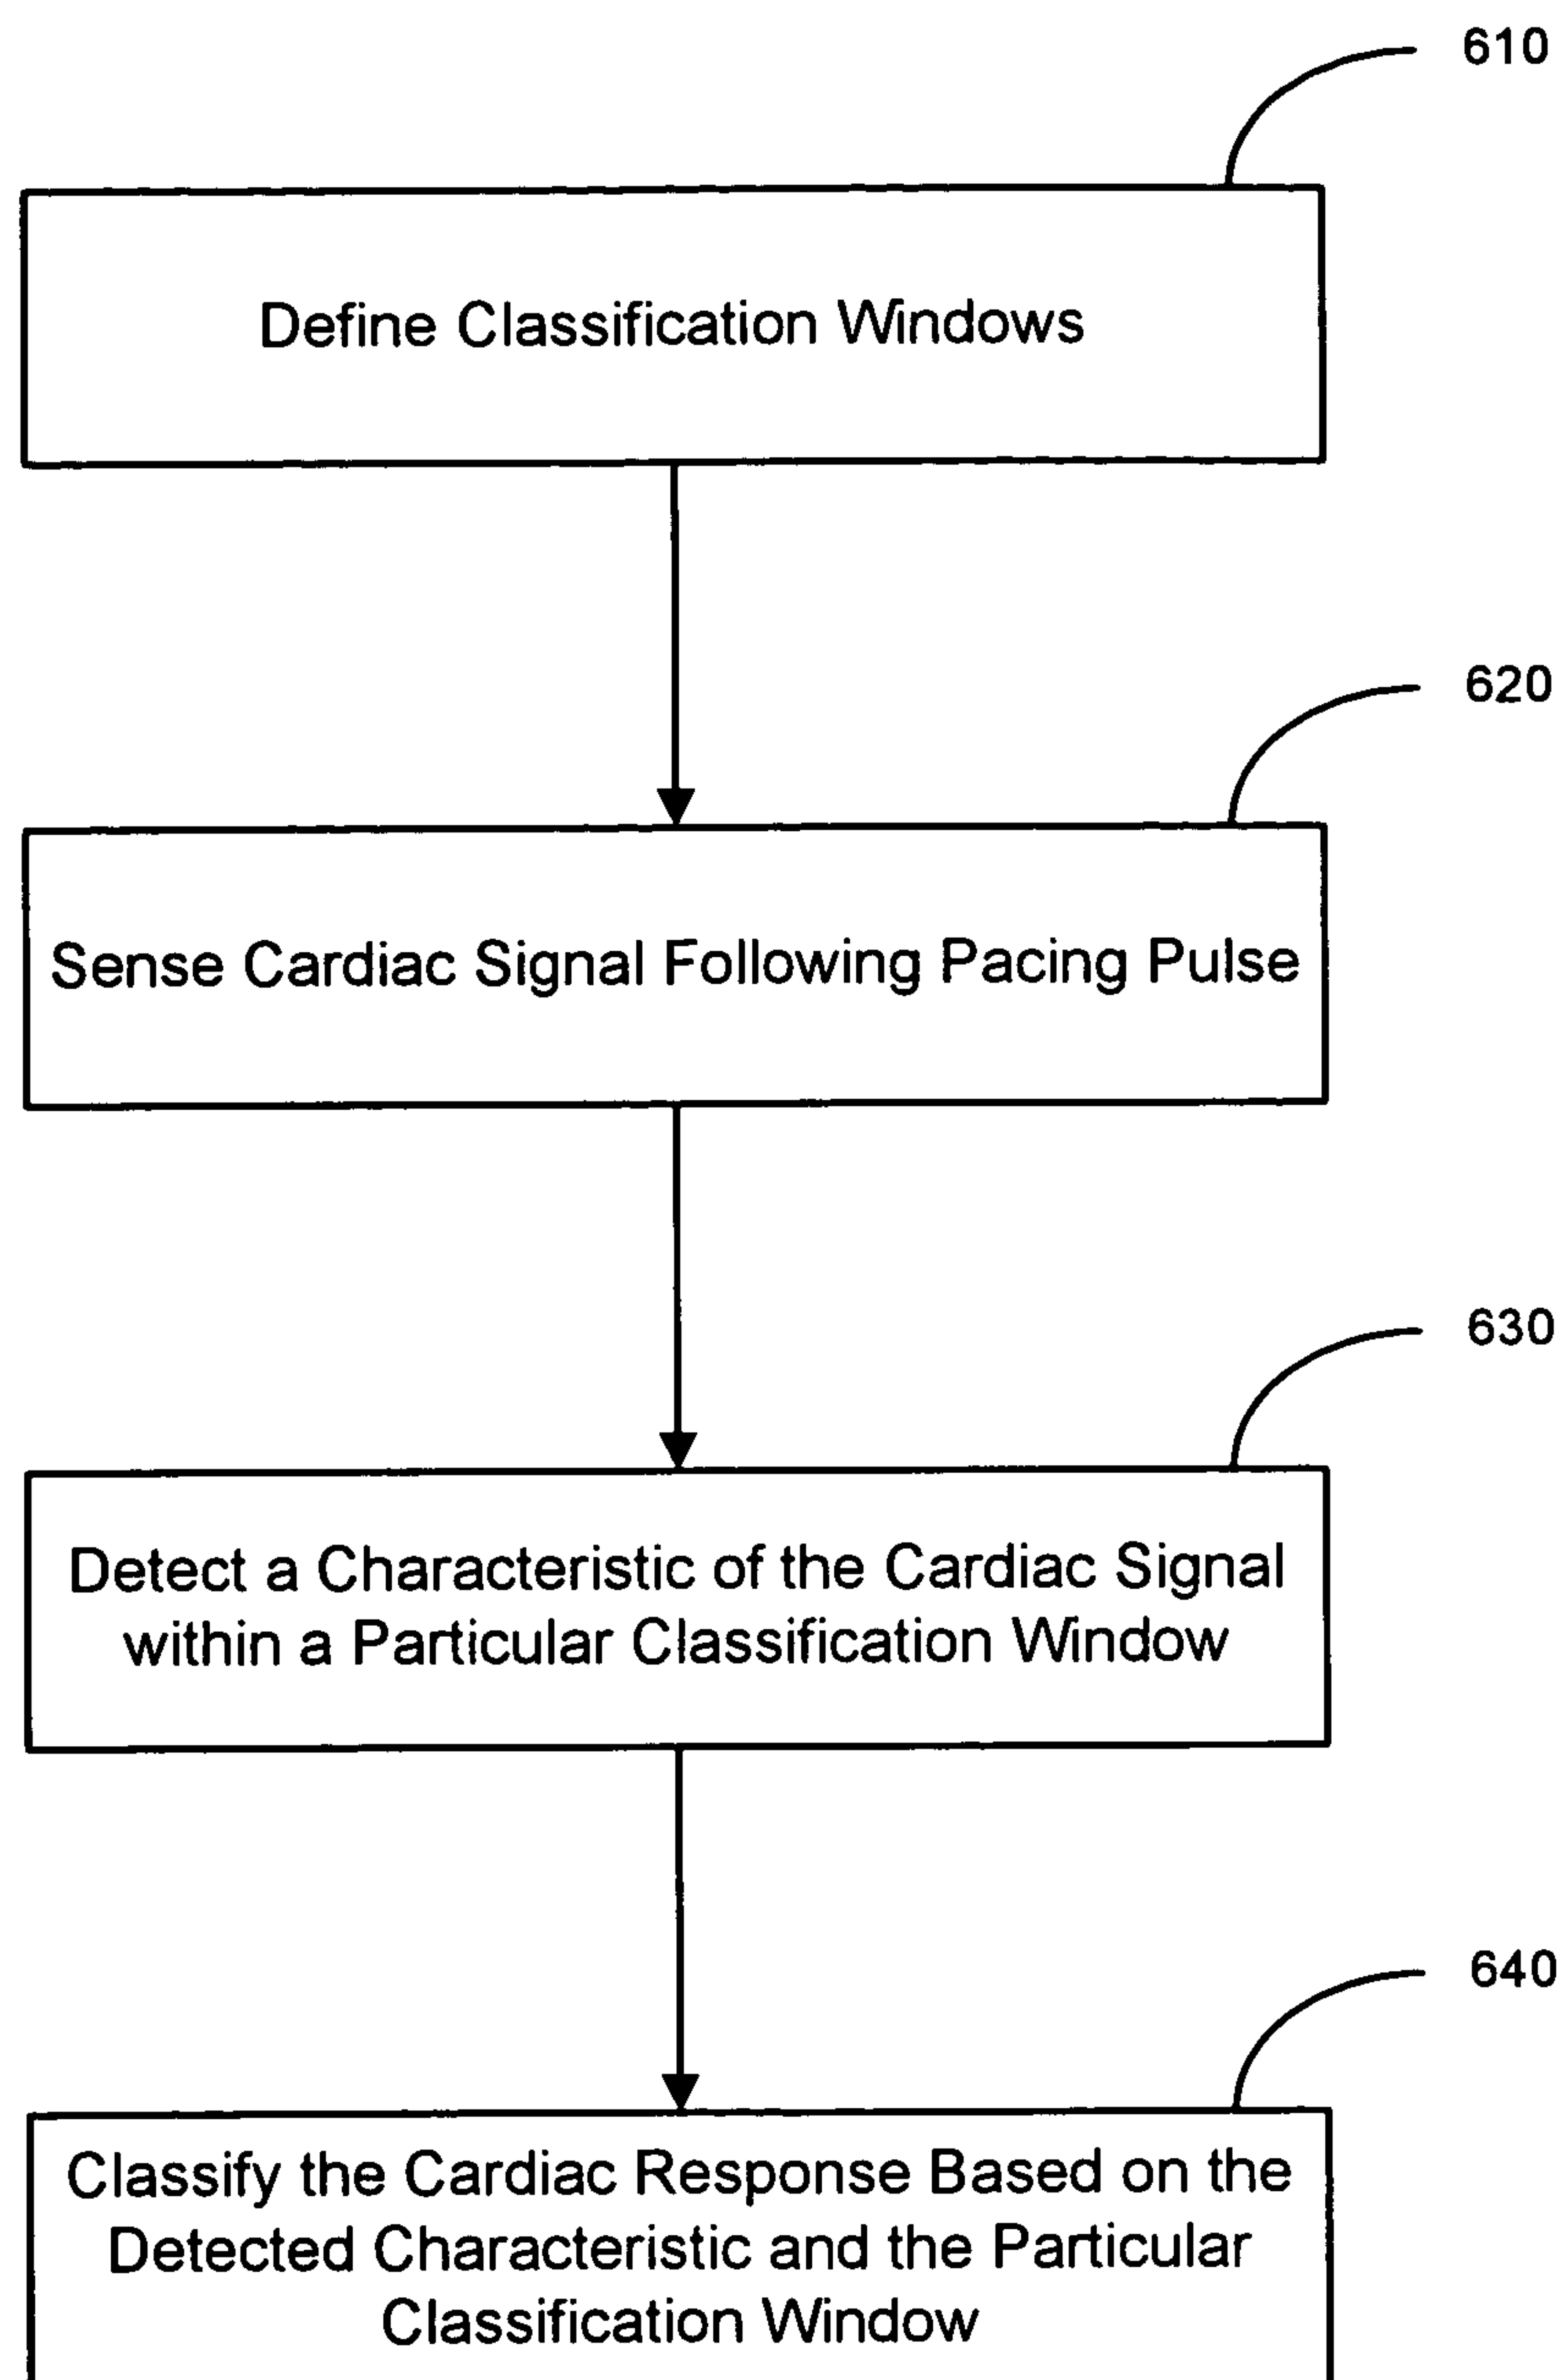 610
Define Classification Windows
620
Sense Cardiac Signal Following Pacing Pulse
630
Detect a Characteristic of the Cardiac Signal
within a Particular Classification Window
640
Classify the Cardiac Response Based on the
Detected Characteristic and the Particular
Classification Window